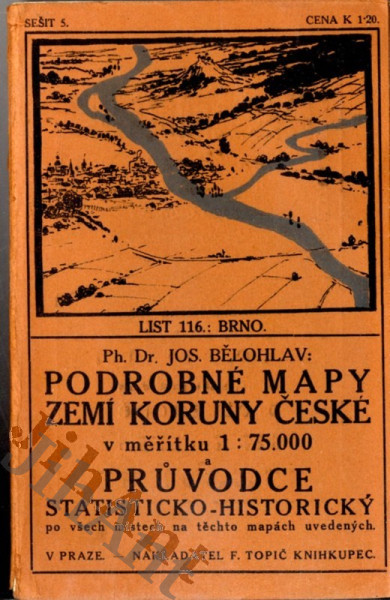 SEŠIT 5. CENA K 1·20.
LIST 116.: BRNO.
Ph. Dr. JOS. BĚLOHLAV:
PODROBNÉ MAPY
ZEMÍ KORUNY ČESKÉ
v měřítku 1 : 75.000
a
PRŮVODCE
STATISTICKO-HISTORICKÝ
po všech místech na těchto mapách uvedených.
V PRAZE. NAKLADATEL F. TOPIČ KNIHKUPEC.